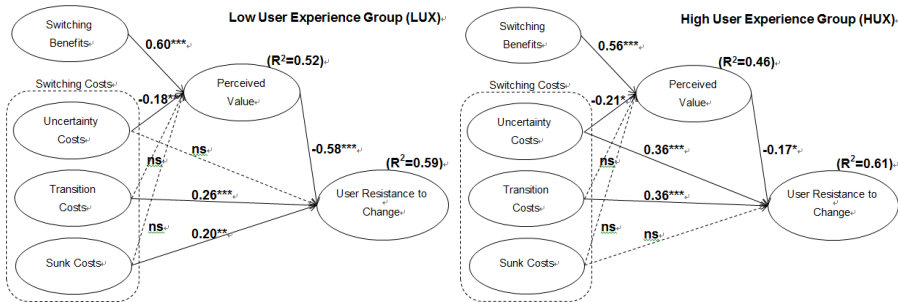 Low User Experience Group (LUX)
Switching
Benefits
0.60***
(R²=0.52)
Switching Costs
-0.18**
Perceived
Value
Uncertainty
Costs
ns
ns
-0.58***
(R²=0.59)
Transition
Costs
0.26***
User Resistance to
Change
ns
0.20**
Sunk Costs
High User Experience Group (HUX)
Switching
Benefits
0.56***
(R²=0.46)
Switching Costs
-0.21*
Perceived
Value
Uncertainty
Costs
0.36***
ns
-0.17*
(R²=0.61)
Transition
Costs
0.36***
User Resistance to
Change
ns
ns
Sunk Costs